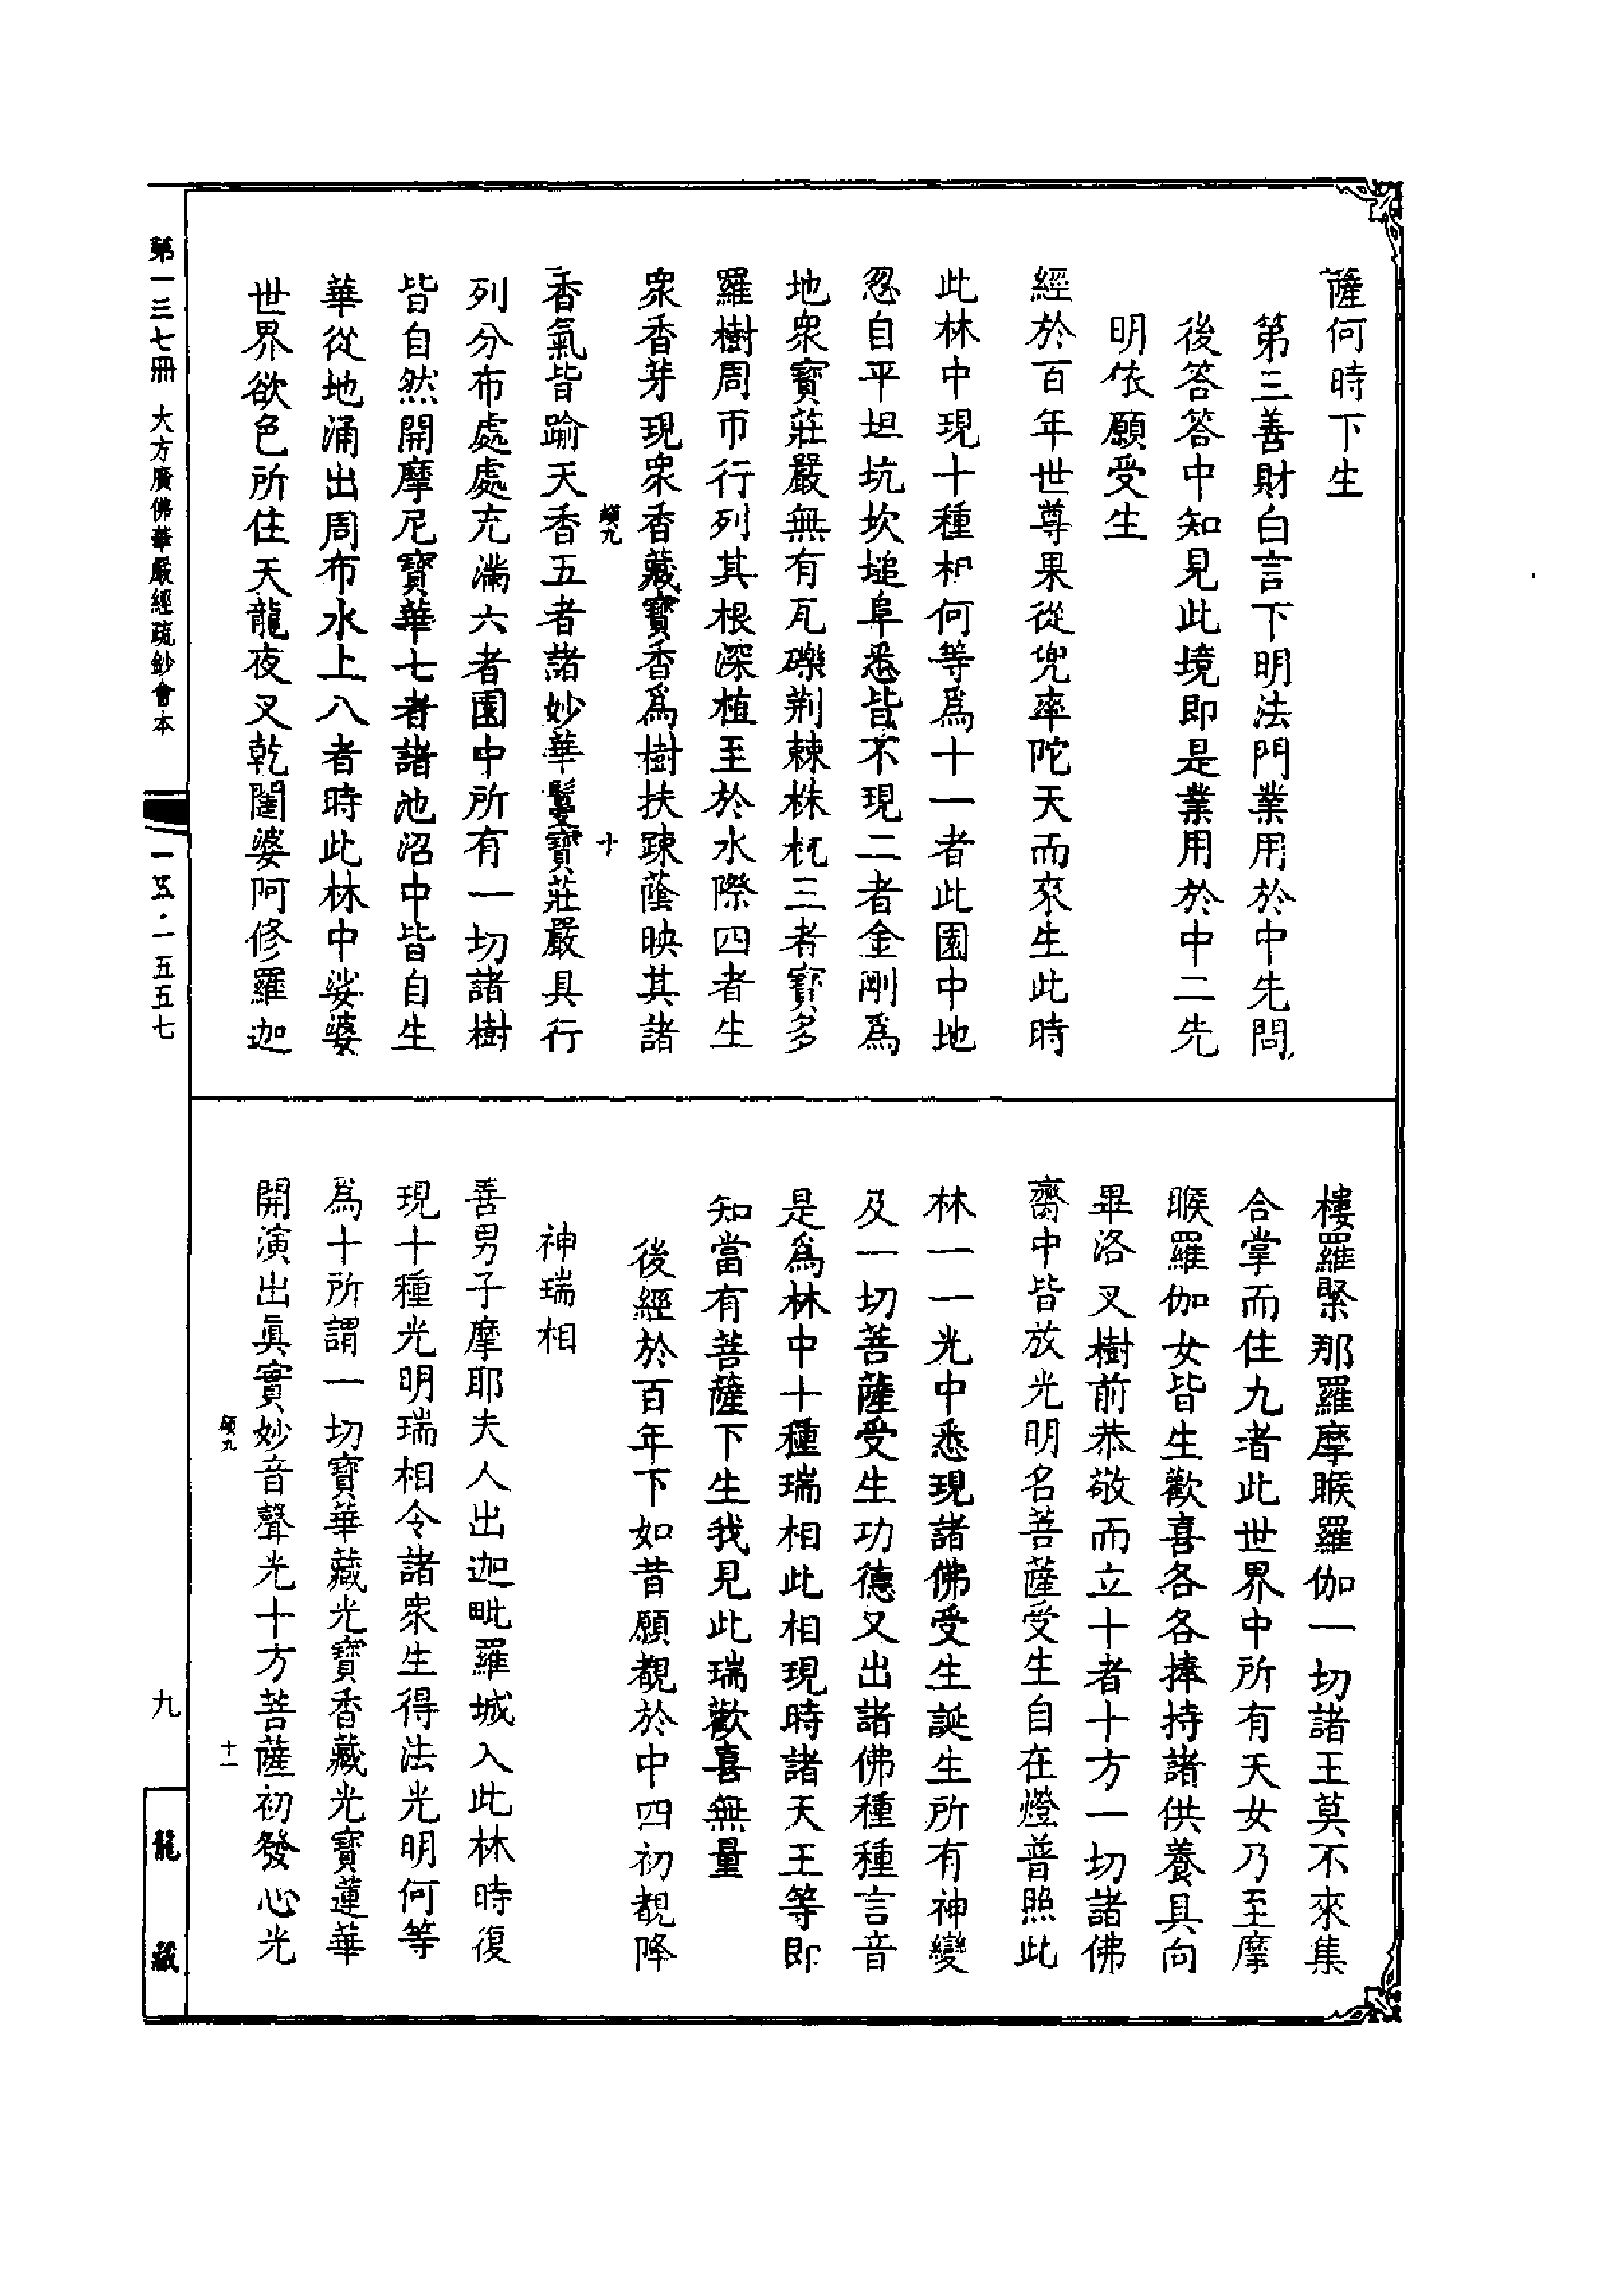 薩何時下生
第三善財白言下明法門業用於中先問
後答答中知見此境即是業用於中二先
明依願受生
經於百年世尊果從兜率陀天而來生此時
此林中現十種相何等爲十一者此園中地
忽自平坦坑坎塠阜悉皆不現二者金剛爲
地衆寶莊嚴無有瓦礫荆棘株杌三者寶多
羅樹周帀行列其根深植至於水際四者生
衆香芽現衆香藏寶香爲樹扶踈蔭映其諸
頞九
十
香氣皆踰天香五者諸妙華鬘寶莊嚴具行
列分布處處充滿六者園中所有一切諸樹
皆自然開摩尼寶華七者諸池沼中皆自生
華從地涌出周布水上八者時此林中娑婆
世界欲色所住天龍夜叉乾闥婆阿修羅迦
樓羅緊那羅摩睺羅伽一切諸王莫不來集
合掌而住九者此世界中所有天女乃至摩
睺羅伽女皆生歡喜各各捧持諸供養具向
畢洛叉樹前恭敬而立十者十方一切諸佛
齋中皆放光明名菩薩受生自在燈普照此
林一一光中悉現諸佛受生誕生所有神變
及一切菩薩受生功德又出諸佛種種言音
是爲林中十種瑞相此相現時諸天王等即
知當有菩薩下生我見此瑞歡喜無量
後經於百年下如昔願覩於中四初覩降
神瑞相
善男子摩耶夫人出迦毗羅城入此林時復
現十種光明瑞相令諸衆生得法光明何等
為十所謂一切寶華藏光寶香藏光寶蓮華
開演出眞實妙音聲光十方菩薩初發心光
頞九
十一
第一三七冊 大方廣佛華嚴經疏鈔會本
一五·一五五七
九
龍藏